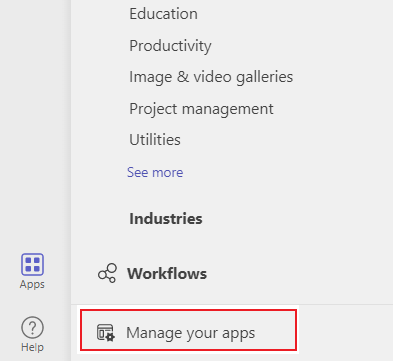 Education
Productivity
Image & video galleries
Project management
Utilities
See more
Industries
Workflows
Manage your apps
Apps
Help